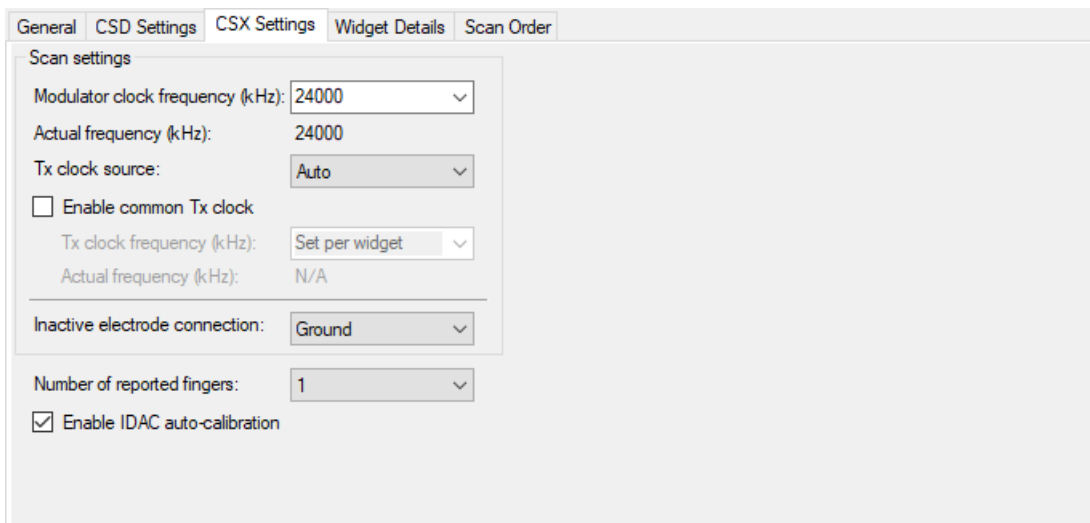 General CSD Settings CSX Settings Widget Details Scan Order
Scan settings
Modulator clock frequency (kHz): 24000
Actual frequency (kHz): 24000
Tx clock source: Auto
Enable common Tx clock
Tx clock frequency (kHz): Set per widget
Actual frequency (kHz): N/A
Inactive electrode connection: Ground
Number of reported fingers: 1
Enable IDAC auto-calibration